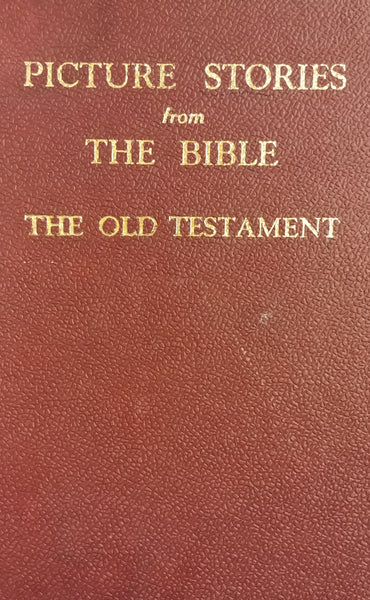 PICTURE STORIES
from
THE BIBLE
THE OLD TESTAMENT